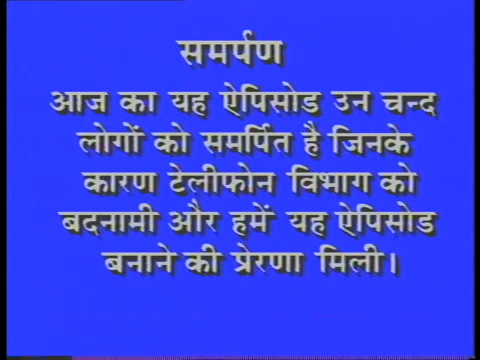 समर्पण
आज का यह ऐपिसोड उन चन्द
लोगों को समर्पित है जिनके
कारण टेलीफोन विभाग को
बदनामी और हमें यह ऐपिसोड
बनाने की प्रेरणा मिली।